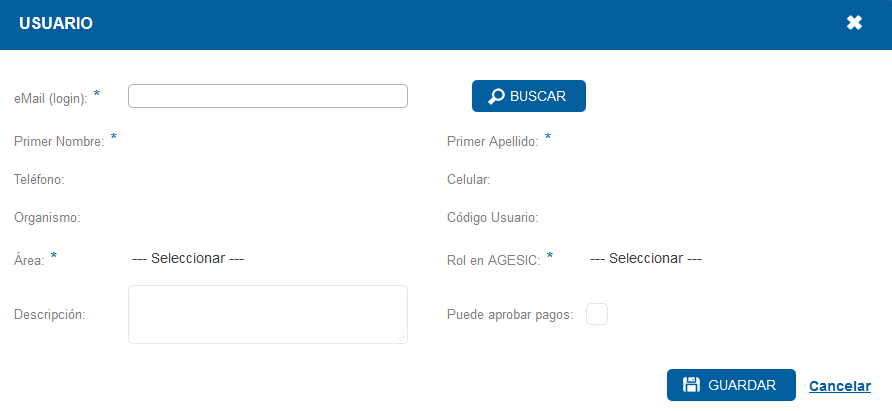 USUARIO
eMail (login): *
BUSCAR
Primer Nombre: *
Primer Apellido: *
Teléfono:
Celular:
Organismo:
Código Usuario:
Área: *
--- Seleccionar ---
Rol en AGESIC: *
--- Seleccionar ---
Descripción:
Puede aprobar pagos:
GUARDAR
Cancelar